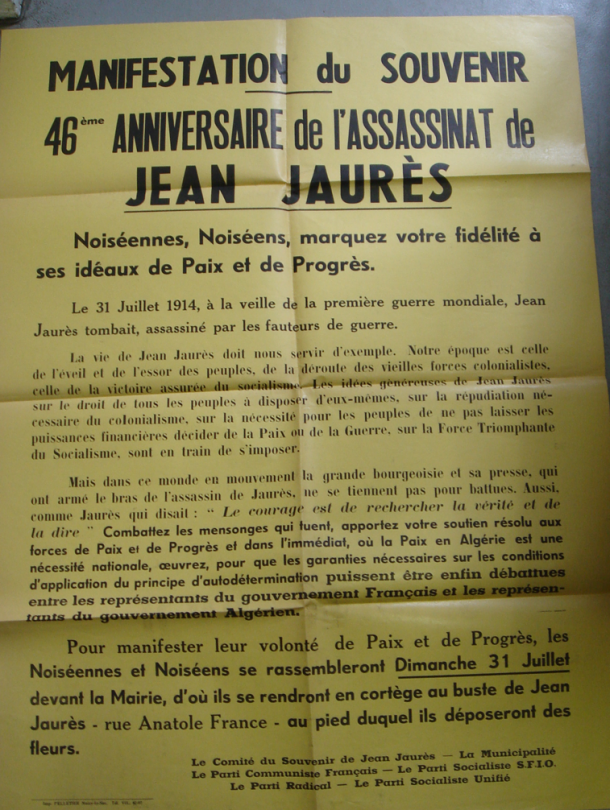 MANIFESTATION du SOUVENIR
46ème ANNIVERSAIRE de l'ASSASSINAT de
JEAN JAURÈS
Noiséennes, Noiséens, marquez votre fidélité à
ses idéaux de Paix et de Progrès.
Le 31 Juillet 1914, à la veille de la première guerre mondiale, Jean
Jaurès tombait, assassiné par les fauteurs de guerre.
La vie de Jean Jaurès doit nous servir d'exemple. Notre époque est celle
de l'éveil et de l'essor des peuples, de la déroute des vieilles forces colonialistes,
celle de la victoire assurée du socialisme. Les idées généreuses de Jean Jaurès
sur le droit de tous les peuples à disposer d'eux-mêmes, sur la répudiation né-
cessaire du colonialisme, sur la nécessité pour les peuples de ne pas laisser les
puissances financières décider de la Paix ou de la Guerre, sur la Force Triomphante
du Socialisme, sont en train de s'imposer.
Mais dans ce monde en mouvement la grande bourgeoisie et sa presse, qui
ont armé le bras de l'assassin de Jaurès, ne se tiennent pas pour battues. Aussi,
comme Jaurès qui disait : " Le courage est de rechercher la vérité et de
la dire " Combattez les mensonges qui tuent, apportez votre soutien résolu aux
forces de Paix et de Progrès et dans l'immédiat, où la Paix en Algérie est une
nécessité nationale, œuvrez, pour que les garanties nécessaires sur les conditions
d'application du principe d'autodétermination puissent être enfin débattues
entre les représentants du gouvernement Français et les représen-
tants du gouvernement Algérien.
Pour manifester leur volonté de Paix et de Progrès, les
Noiséennes et Noiséens se rassembleront Dimanche 31 Juillet
devant la Mairie, d'où ils se rendront en cortège au buste de Jean
Jaurès - rue Anatole France - au pied duquel ils déposeront des
fleurs.
Le Comité du Souvenir de Jean Jaurès — La Municipalité
Le Parti Communiste Français — Le Parti Socialiste S.F.I.O.
Le Parti Radical — Le Parti Socialiste Unifié